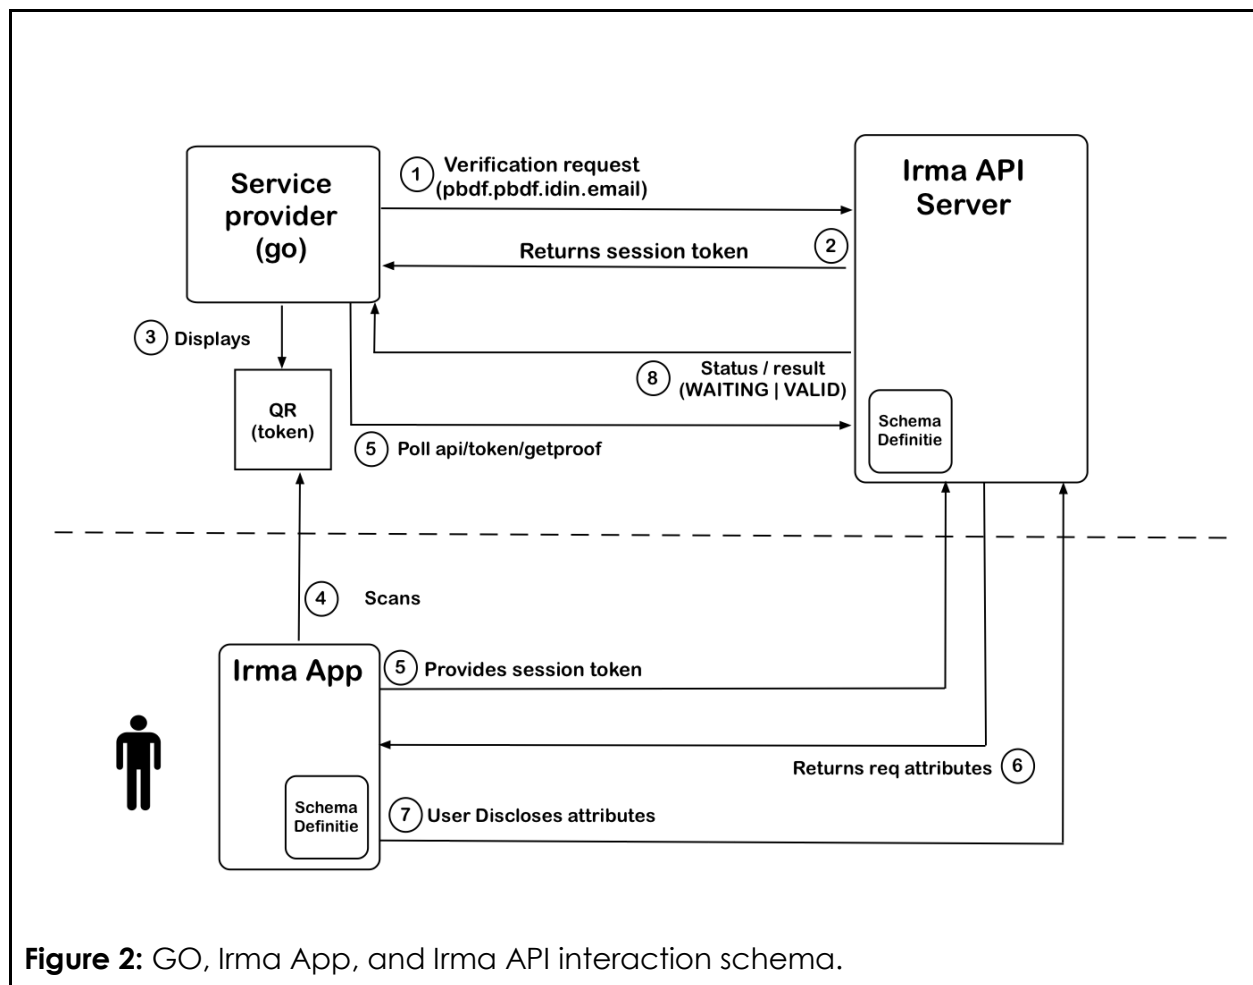 Service
provider
(go)
1
Verification request
(pbdf.pbdf.idin.email)
Irma API
Server
Returns session token
2
3
Displays
QR
(token)
8
Status / result
(WAITING | VALID)
5
Poll api/token/getproof
Schema
Definitie
4
Scans
Irma App
5
Provides session token
Returns req attributes
6
Schema
Definitie
7
User Discloses attributes
Figure 2: GO, Irma App, and Irma API interaction schema.